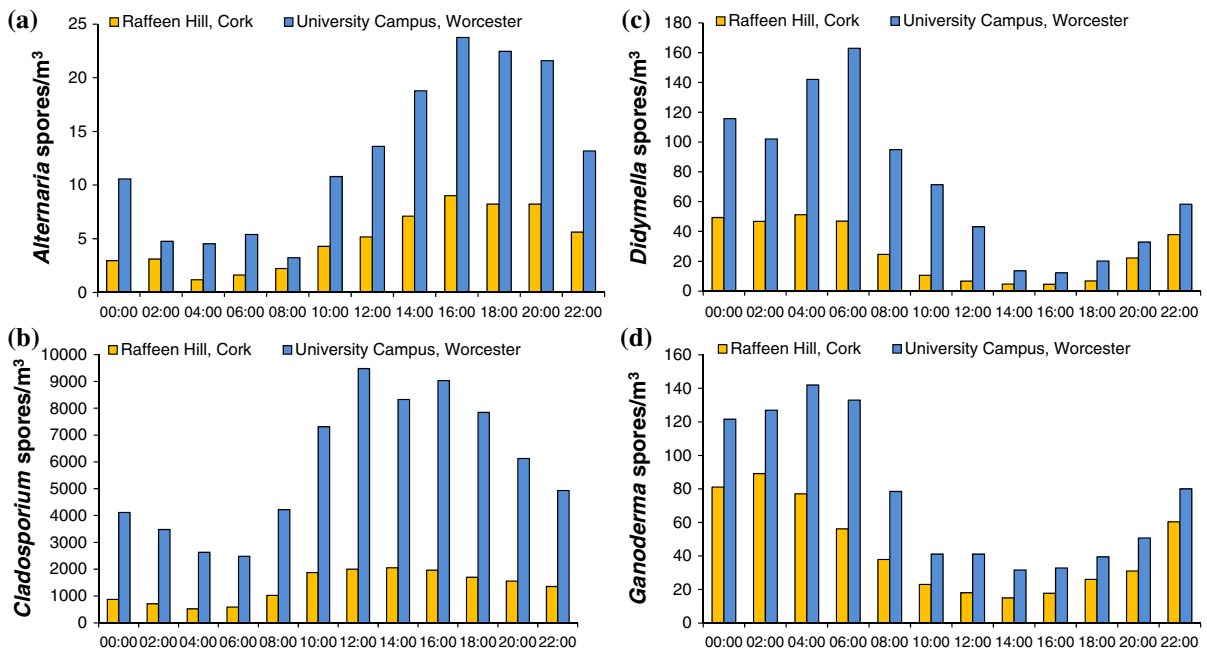 (a)
Raffeen Hill, Cork University Campus, Worcester
Alternaria spores/m³
25
20
15
10
5
0
00:00 02:00 04:00 06:00 08:00 10:00 12:00 14:00 16:00 18:00 20:00 22:00
(b)
Raffeen Hill, Cork University Campus, Worcester
Cladosporium spores/m³
10000
9000
8000
7000
6000
5000
4000
3000
2000
1000
0
00:00 02:00 04:00 06:00 08:00 10:00 12:00 14:00 16:00 18:00 20:00 22:00
(c)
Raffeen Hill, Cork University Campus, Worcester
Didymella spores/m³
180
160
140
120
100
80
60
40
20
0
00:00 02:00 04:00 06:00 08:00 10:00 12:00 14:00 16:00 18:00 20:00 22:00
(d)
Raffeen Hill, Cork University Campus, Worcester
Ganoderma spores/m³
160
140
120
100
80
60
40
20
0
00:00 02:00 04:00 06:00 08:00 10:00 12:00 14:00 16:00 18:00 20:00 22:00